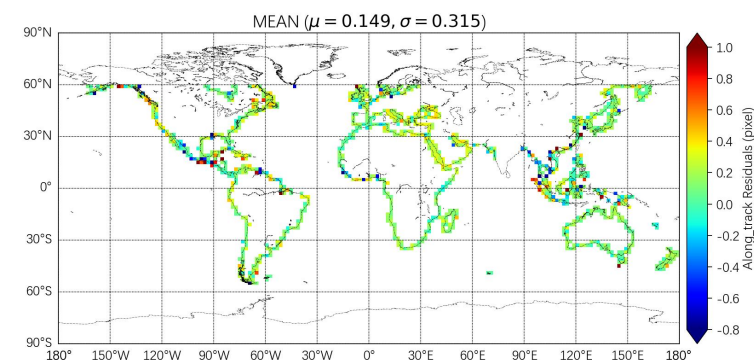 MEAN (μ = 0.149, σ = 0.315)
90°N
60°N
30°N
0°
30°S
60°S
90°S
180° 150°W 120°W 90°W 60°W 30°W 0° 30°E 60°E 90°E 120°E 150°E 180°
1.0
0.8
0.6
0.4
0.2
0.0
-0.2
-0.4
-0.6
-0.8
Along_track Residuals (pixel)